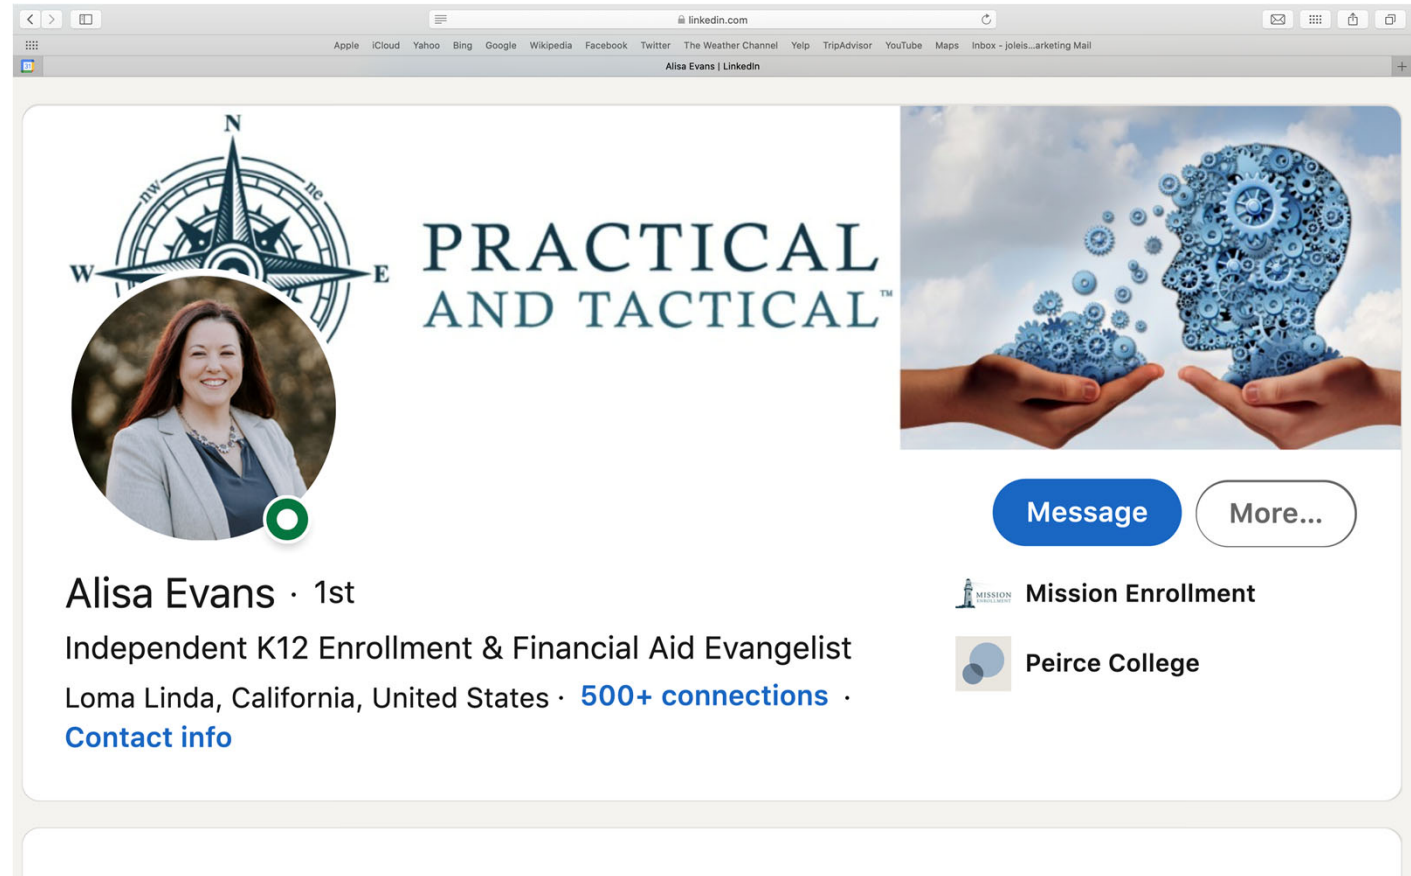 linkedin.com
Apple iCloud Yahoo Bing Google Wikipedia Facebook Twitter The Weather Channel Yelp TripAdvisor YouTube Maps Inbox - joleis...arketing Mail
31
Alisa Evans | LinkedIn
N
nw
ne
W
E
PRACTICAL
AND TACTICAL™
Message
More...
Alisa Evans · 1st
Independent K12 Enrollment & Financial Aid Evangelist
Loma Linda, California, United States · 500+ connections ·
Contact info
MISSION
ENROLLMENT
Mission Enrollment
Peirce College